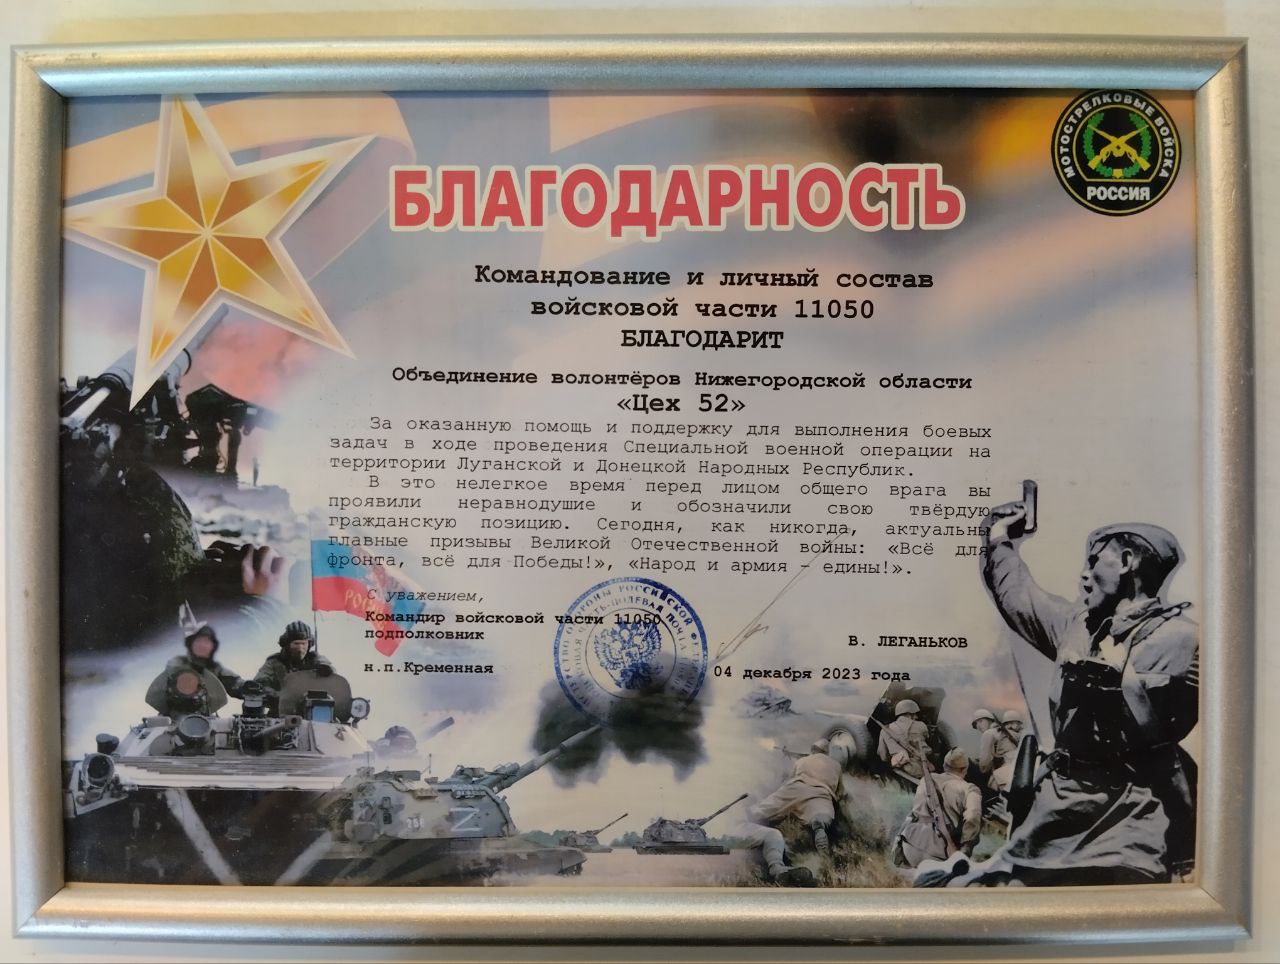 БЛАГОДАРНОСТЬ
МОТОСТРЕЛКОВЫЕ ВОЙСКА
РОССИЯ
Командование и личный состав
войсковой части 11050
БЛАГОДАРИТ
Объединение волонтёров Нижегородской области
«Цех 52»
За оказанную помощь и поддержку для выполнения боевых
задач в ходе проведения Специальной военной операции на
территории Луганской и Донецкой Народных Республик.
В это нелегкое время перед лицом общего врага вы
проявили неравнодушие и обозначили свою твёрдую
гражданскую позицию. Сегодня, как никогда, актуальны
главные призывы Великой Отечественной войны: «Всё для
фронта, всё для Победы!», «Народ и армия – едины!».
С уважением,
Командир войсковой части 11050
подполковник
В. ЛЕГАНЬКОВ
н.п.Кременная
04 декабря 2023 года
Z